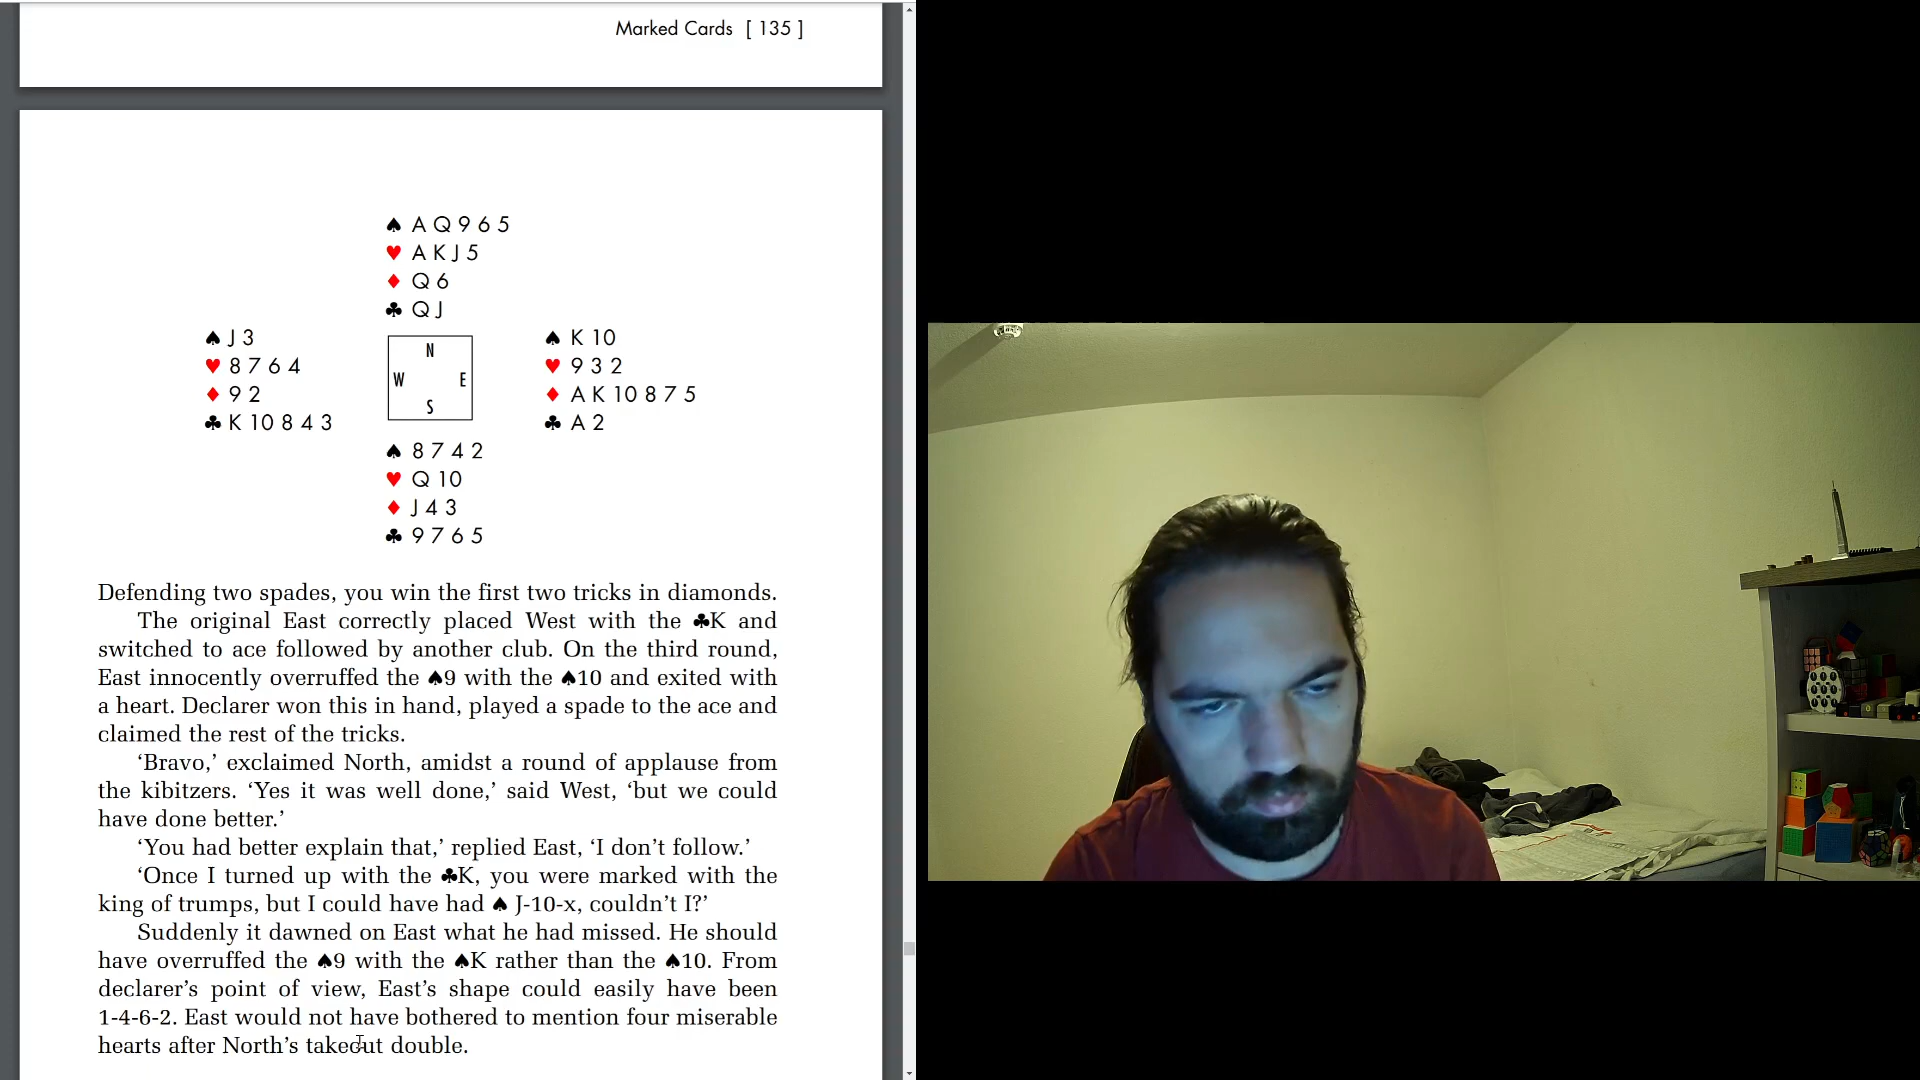 Marked Cards [ 135 ]
♠ A Q 9 6 5
♥ A K J 5
♦ Q 6
♣ Q J
♠ J 3
♥ 8 7 6 4
♦ 9 2
♣ K 10 8 4 3
N
W E
S
♠ K 10
♥ 9 3 2
♦ A K 10 8 7 5
♣ A 2
♠ 8 7 4 2
♥ Q 10
♦ J 4 3
♣ 9 7 6 5
Defending two spades, you win the first two tricks in diamonds.
The original East correctly placed West with the ♣K and
switched to ace followed by another club. On the third round,
East innocently overruffed the ♠9 with the ♠10 and exited with
a heart. Declarer won this in hand, played a spade to the ace and
claimed the rest of the tricks.
‘Bravo,’ exclaimed North, amidst a round of applause from
the kibitzers. ‘Yes it was well done,’ said West, ‘but we could
have done better.’
‘You had better explain that,’ replied East, ‘I don’t follow.’
‘Once I turned up with the ♣K, you were marked with the
king of trumps, but I could have had ♠ J-10-x, couldn’t I?’
Suddenly it dawned on East what he had missed. He should
have overruffed the ♠9 with the ♠K rather than the ♠10. From
declarer’s point of view, East’s shape could easily have been
1-4-6-2. East would not have bothered to mention four miserable
hearts after North’s takeout double.